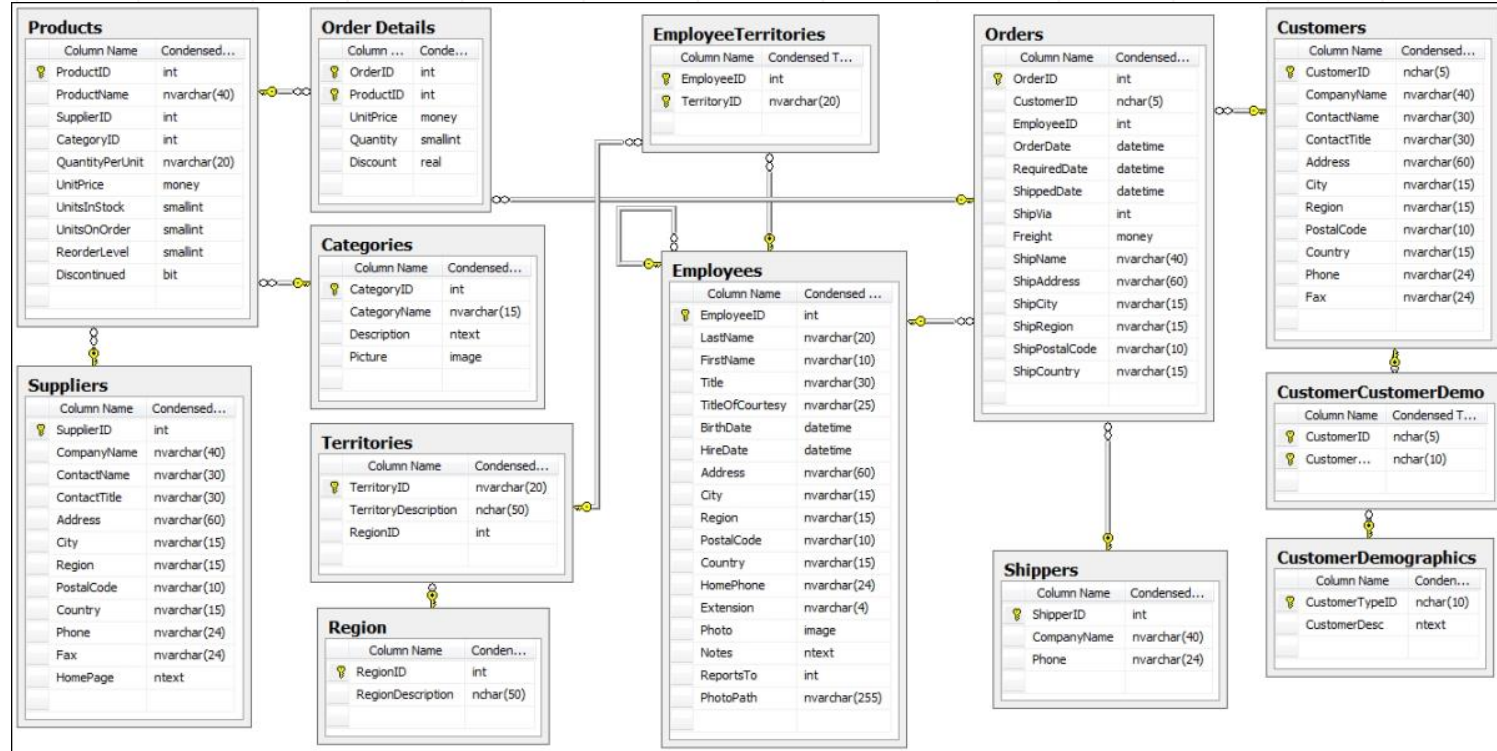 Products
Column Name Condensed...
ProductID int
ProductName nvarchar(40)
SupplierID int
CategoryID int
QuantityPerUnit nvarchar(20)
UnitPrice money
UnitsInStock smallint
UnitsOnOrder smallint
ReorderLevel smallint
Discontinued bit
Suppliers
Column Name Condensed...
SupplierID int
CompanyName nvarchar(40)
ContactName nvarchar(30)
ContactTitle nvarchar(30)
Address nvarchar(60)
City nvarchar(15)
Region nvarchar(15)
PostalCode nvarchar(10)
Country nvarchar(15)
Phone nvarchar(24)
Fax nvarchar(24)
HomePage ntext
Order Details
Column ... Conde...
OrderID int
ProductID int
UnitPrice money
Quantity smallint
Discount real
Categories
Column Name Condensed...
CategoryID int
CategoryName nvarchar(15)
Description ntext
Picture image
Territories
Column Name Condensed...
TerritoryID nvarchar(20)
TerritoryDescription nchar(50)
RegionID int
Region
Column Name Conden...
RegionID int
RegionDescription nchar(50)
EmployeeTerritories
Column Name Condensed T...
EmployeeID int
TerritoryID nvarchar(20)
Employees
Column Name Condensed ...
EmployeeID int
LastName nvarchar(20)
FirstName nvarchar(10)
Title nvarchar(30)
TitleOfCourtesy nvarchar(25)
BirthDate datetime
HireDate datetime
Address nvarchar(60)
City nvarchar(15)
Region nvarchar(15)
PostalCode nvarchar(10)
Country nvarchar(15)
HomePhone nvarchar(24)
Extension nvarchar(4)
Photo image
Notes ntext
ReportsTo int
PhotoPath nvarchar(255)
Orders
Column Name Condensed...
OrderID int
CustomerID nchar(5)
EmployeeID int
OrderDate datetime
RequiredDate datetime
ShippedDate datetime
ShipVia int
Freight money
ShipName nvarchar(40)
ShipAddress nvarchar(60)
ShipCity nvarchar(15)
ShipRegion nvarchar(15)
ShipPostalCode nvarchar(10)
ShipCountry nvarchar(15)
Shippers
Column Name Condensed...
ShipperID int
CompanyName nvarchar(40)
Phone nvarchar(24)
Customers
Column Name Condensed...
CustomerID nchar(5)
CompanyName nvarchar(40)
ContactName nvarchar(30)
ContactTitle nvarchar(30)
Address nvarchar(60)
City nvarchar(15)
Region nvarchar(15)
PostalCode nvarchar(10)
Country nvarchar(15)
Phone nvarchar(24)
Fax nvarchar(24)
CustomerCustomerDemo
Column Name Condensed T...
CustomerID nchar(5)
Customer... nchar(10)
CustomerDemographics
Column Name Conden...
CustomerTypeID nchar(10)
CustomerDesc ntext